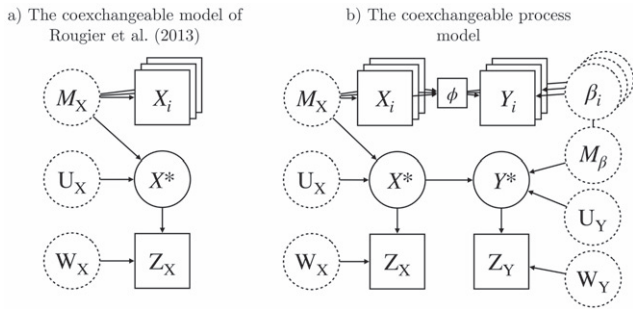 a) The coexchangeable model of
Rougier et al. (2013)
b) The coexchangeable process
model
M_X
X_i
M_X
X_i
ϕ
Y_i
β_i
M_β
U_X
X*
U_X
X*
Y*
U_Y
W_X
Z_X
W_X
Z_X
Z_Y
W_Y